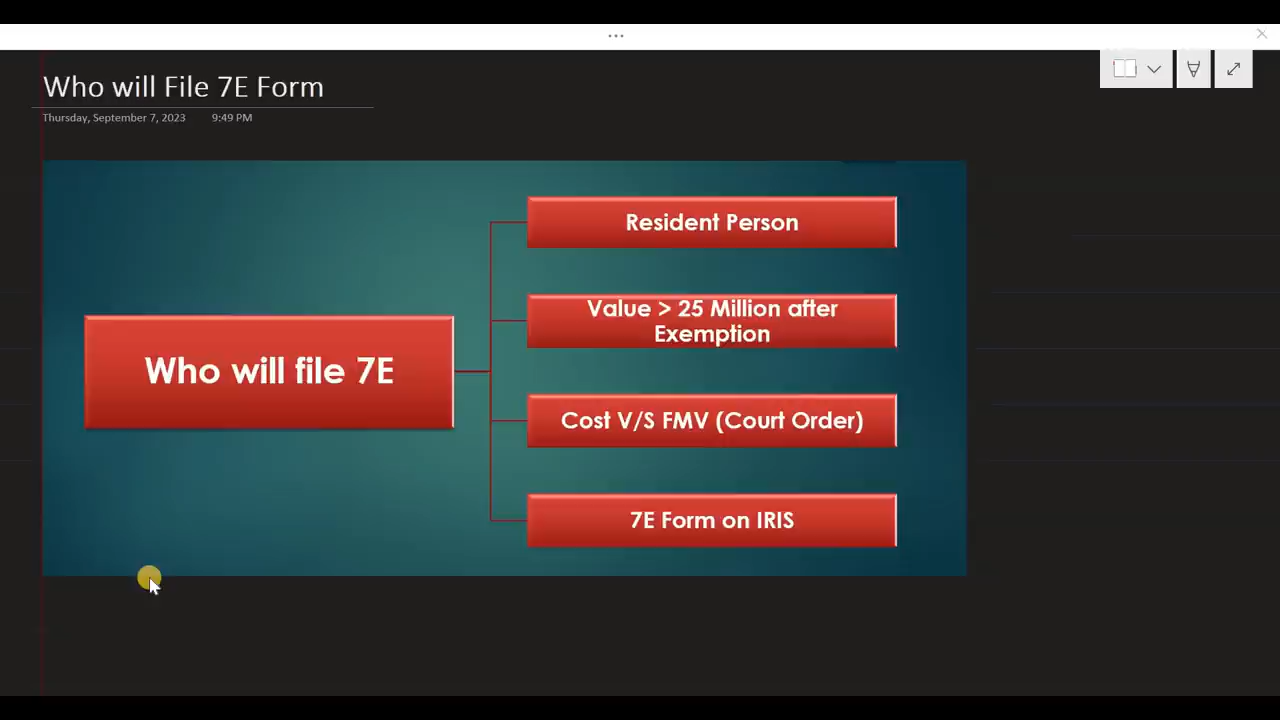 Who will File 7E Form
Thursday, September 7, 2023 9:49 PM
Resident Person
Value > 25 Million after
Exemption
Who will file 7E
Cost V/S FMV (Court Order)
7E Form on IRIS